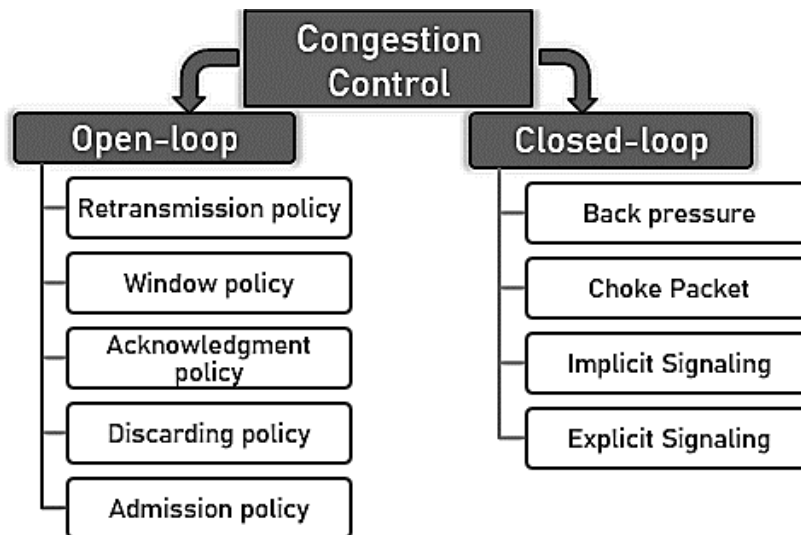 Congestion
Control
Open-loop
Retransmission policy
Window policy
Acknowledgment
policy
Discarding policy
Admission policy
Closed-loop
Back pressure
Choke Packet
Implicit Signaling
Explicit Signaling